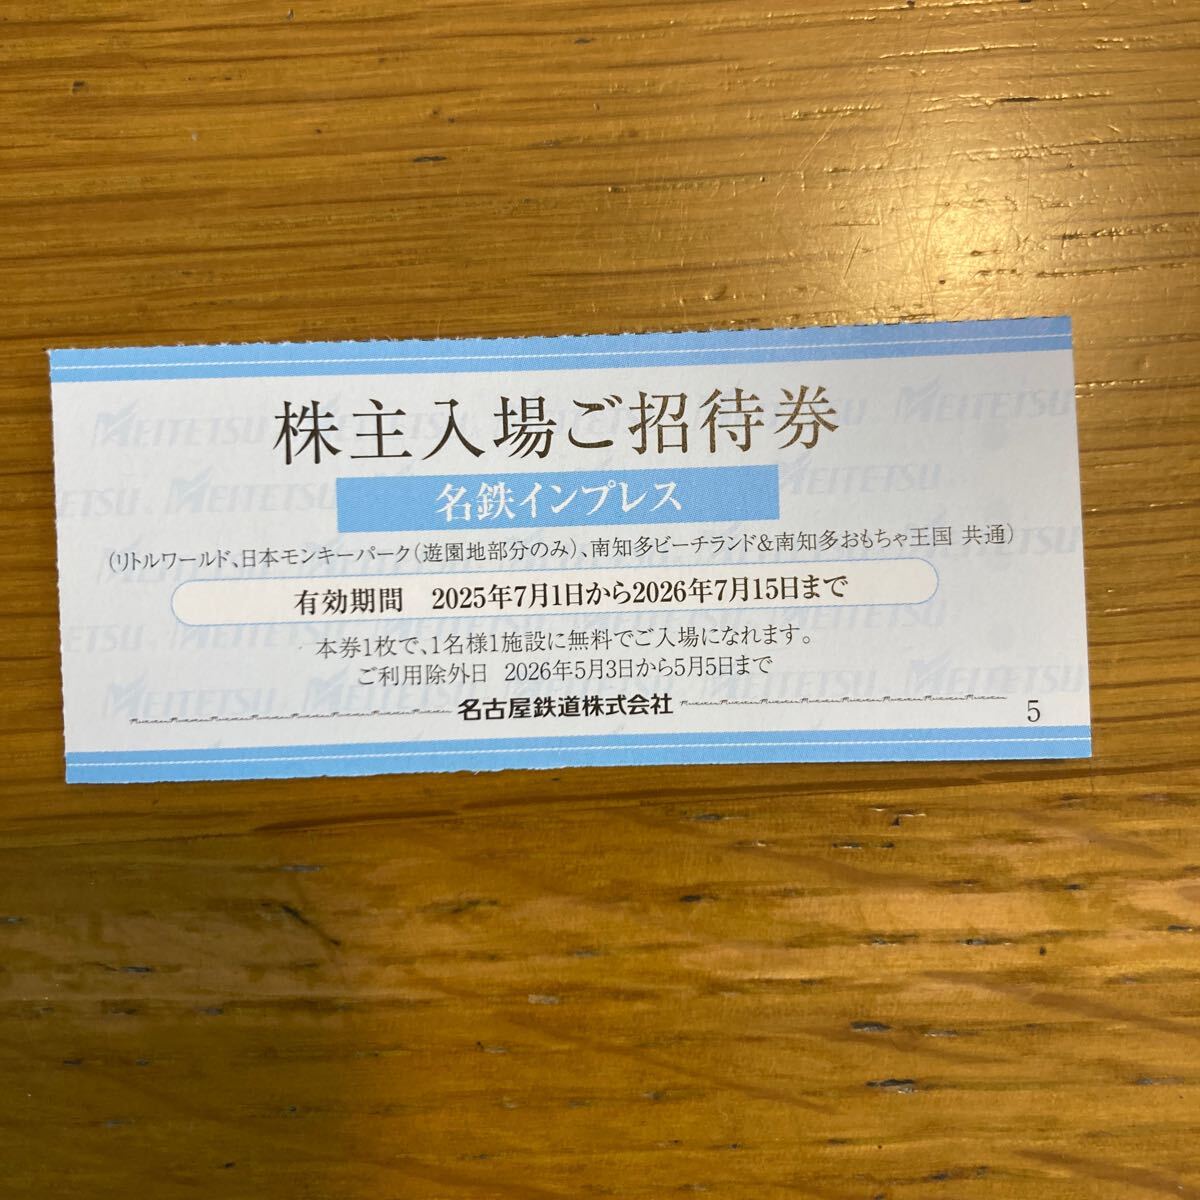 株主入場ご招待券
名鉄インプレス
（リトルワールド、日本モンキーパーク（遊園地部分のみ）、南知多ビーチランド&南知多おもちゃ王国 共通）
有効期間　2025年7月1日から2026年7月15日まで
本券1枚で、1名様1施設に無料でご入場になれます。
ご利用除外日　2026年5月3日から5月5日まで
名古屋鉄道株式会社
5
MEITETSU